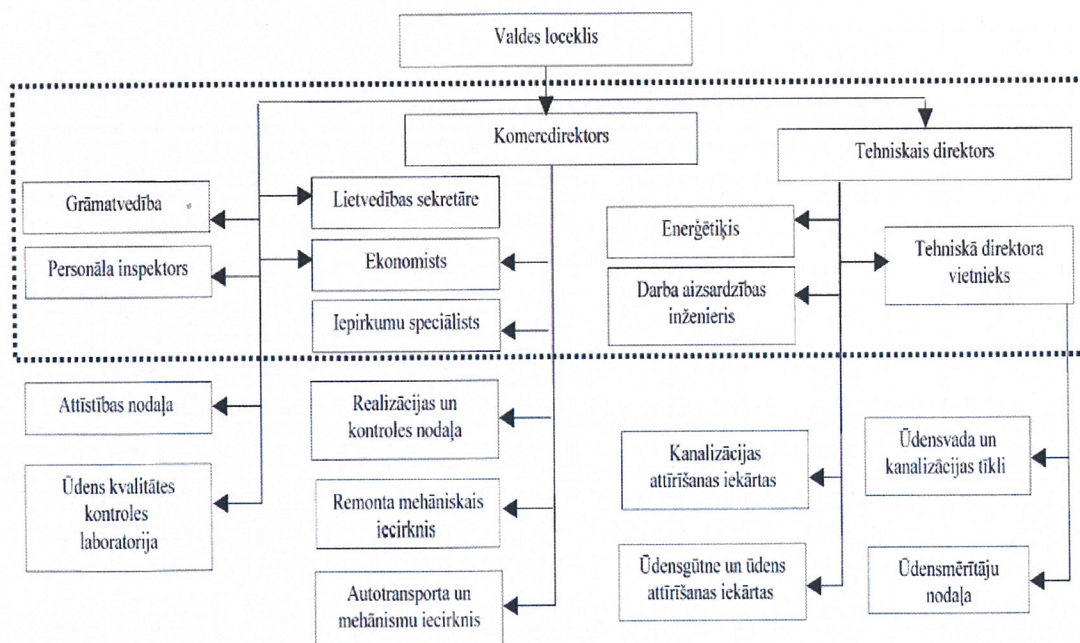 Valdes loceklis
Komercdirektors
Tehniskais direktors
Grāmatvedība
Lietvedības sekretāre
Enerģētiķis
Personāla inspektors
Ekonomists
Tehniskā direktora
vietnieks
Darba aizsardzības
inženieris
Iepirkumu speciālists
Attīstības nodaļa
Realizācijas un
kontroles nodaļa
Kanalizācijas
attīrīšanas iekārtas
Ūdensvada un
kanalizācijas tīkli
Ūdens kvalitātes
kontroles
laboratorija
Remonta mehāniskais
iecirknis
Ūdensgūtne un ūdens
attīrīšanas iekārtas
Ūdensmērītāju
nodaļa
Autotransporta un
mehānismu iecirknis